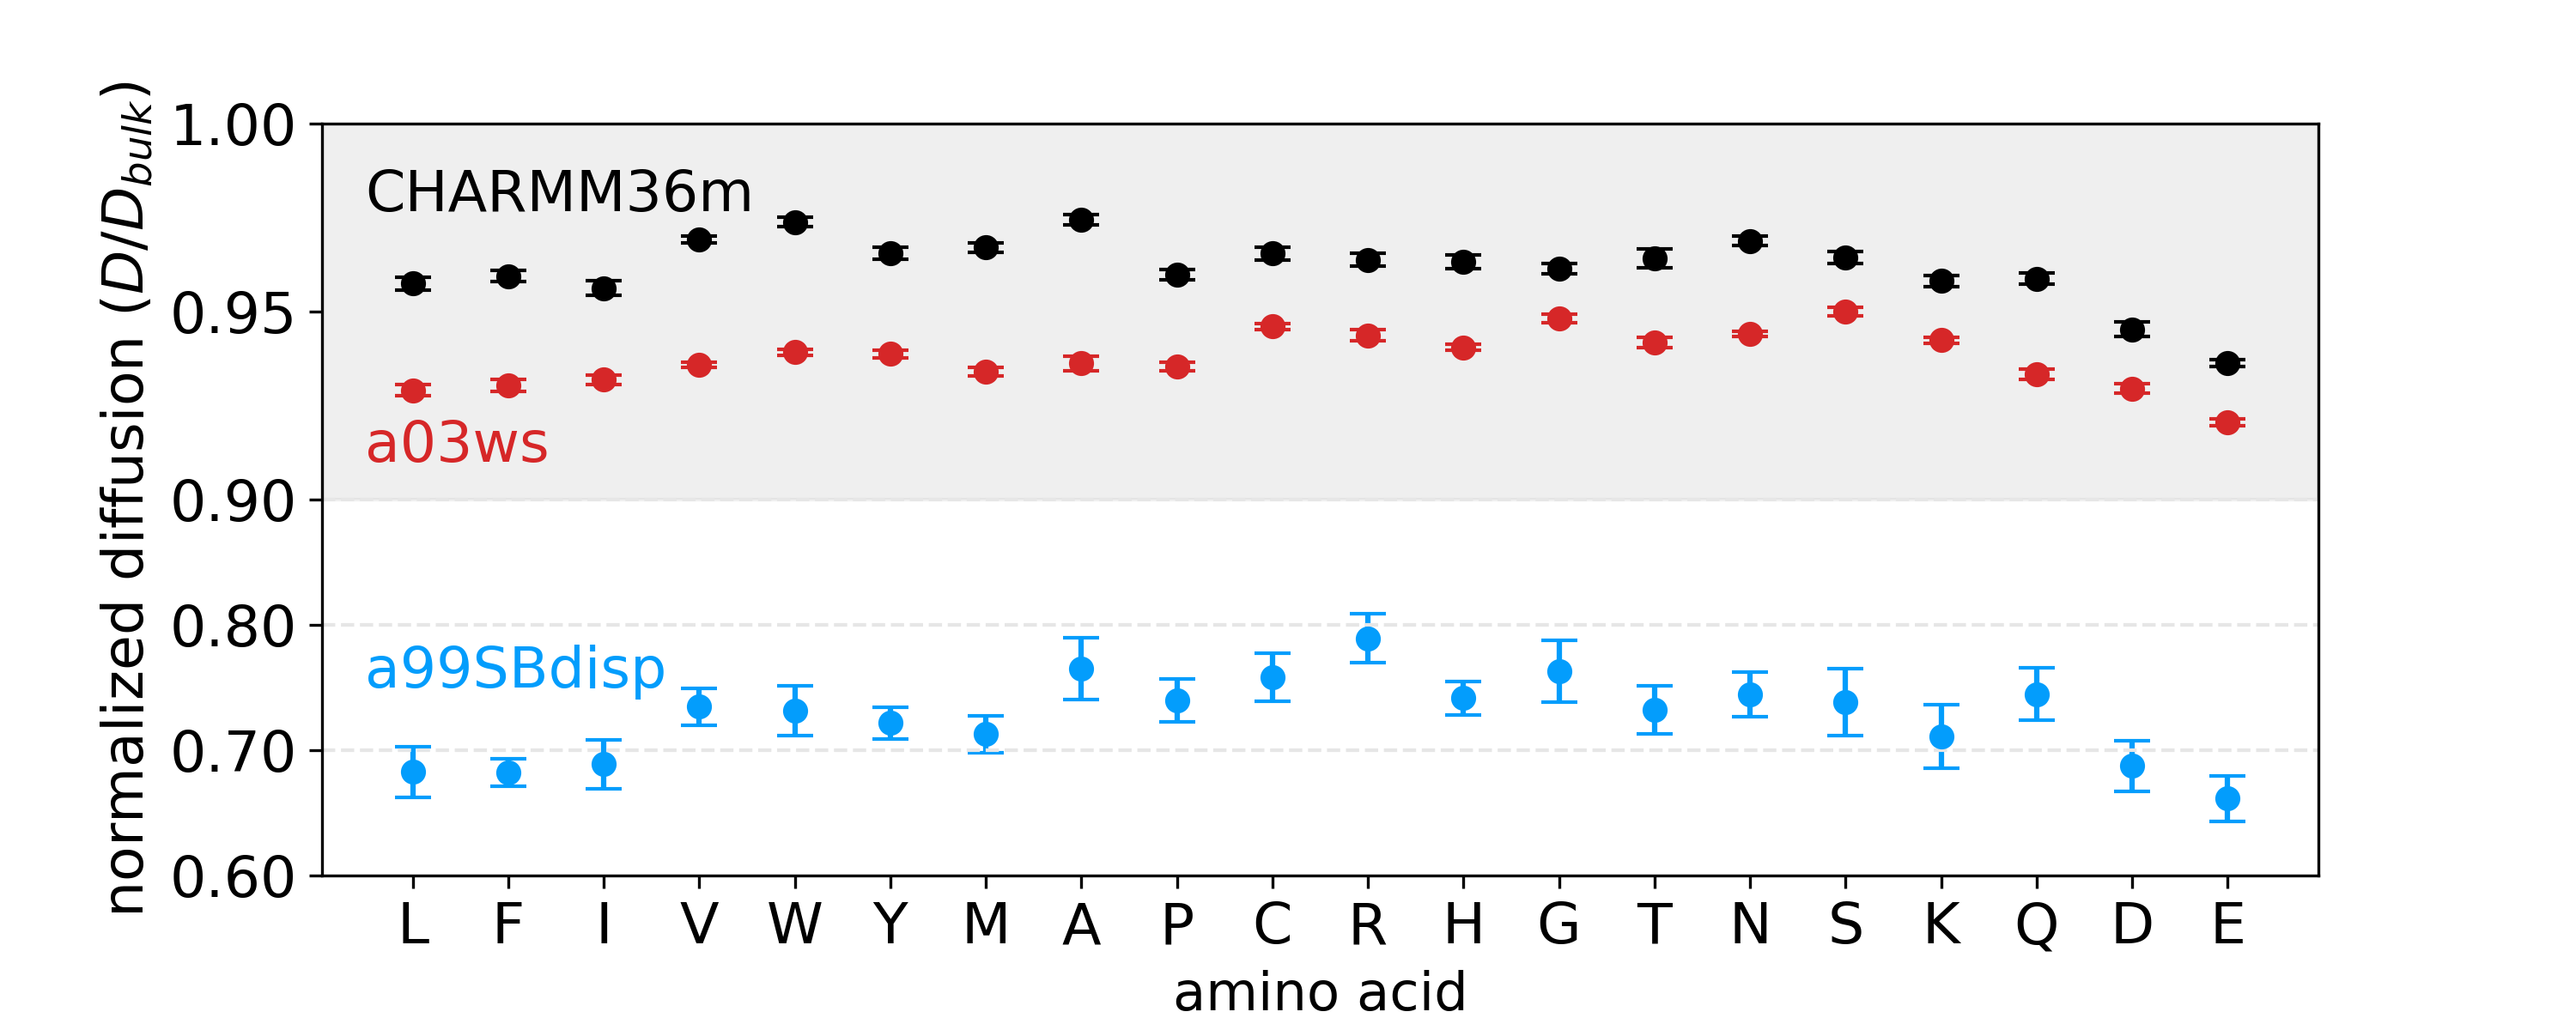 normalized diffusion (D/D_bulk)
1.00
0.95
0.90
0.80
0.70
0.60
CHARMM36m
a03ws
a99SBdisp
L F I V W Y M A P C R H G T N S K Q D E
amino acid